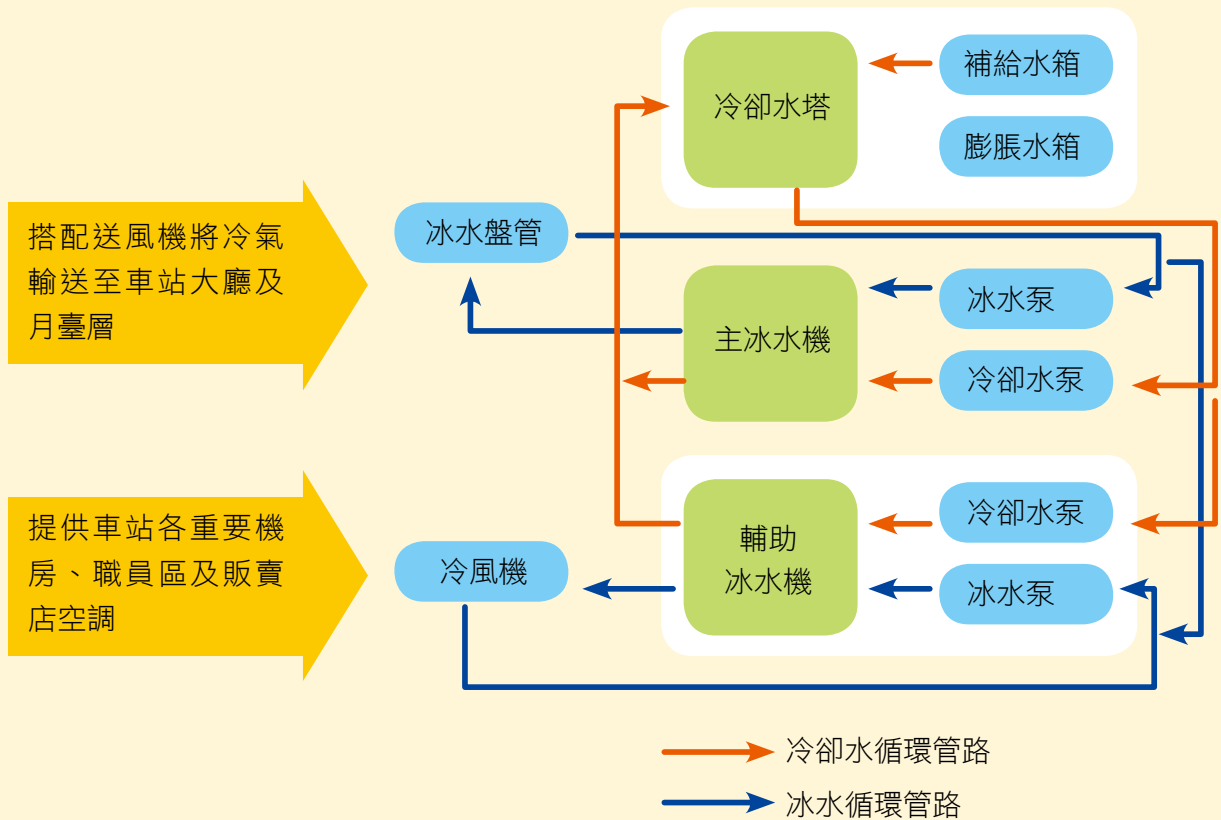 冷卻水塔
補給水箱
膨脹水箱
搭配送風機將冷氣
輸送至車站大廳及
月臺層
冰水盤管
主冰水機
冰水泵
冷卻水泵
提供車站各重要機
房、職員區及販賣
店空調
冷風機
輔助
冰水機
冷卻水泵
冰水泵
冷卻水循環管路
冰水循環管路